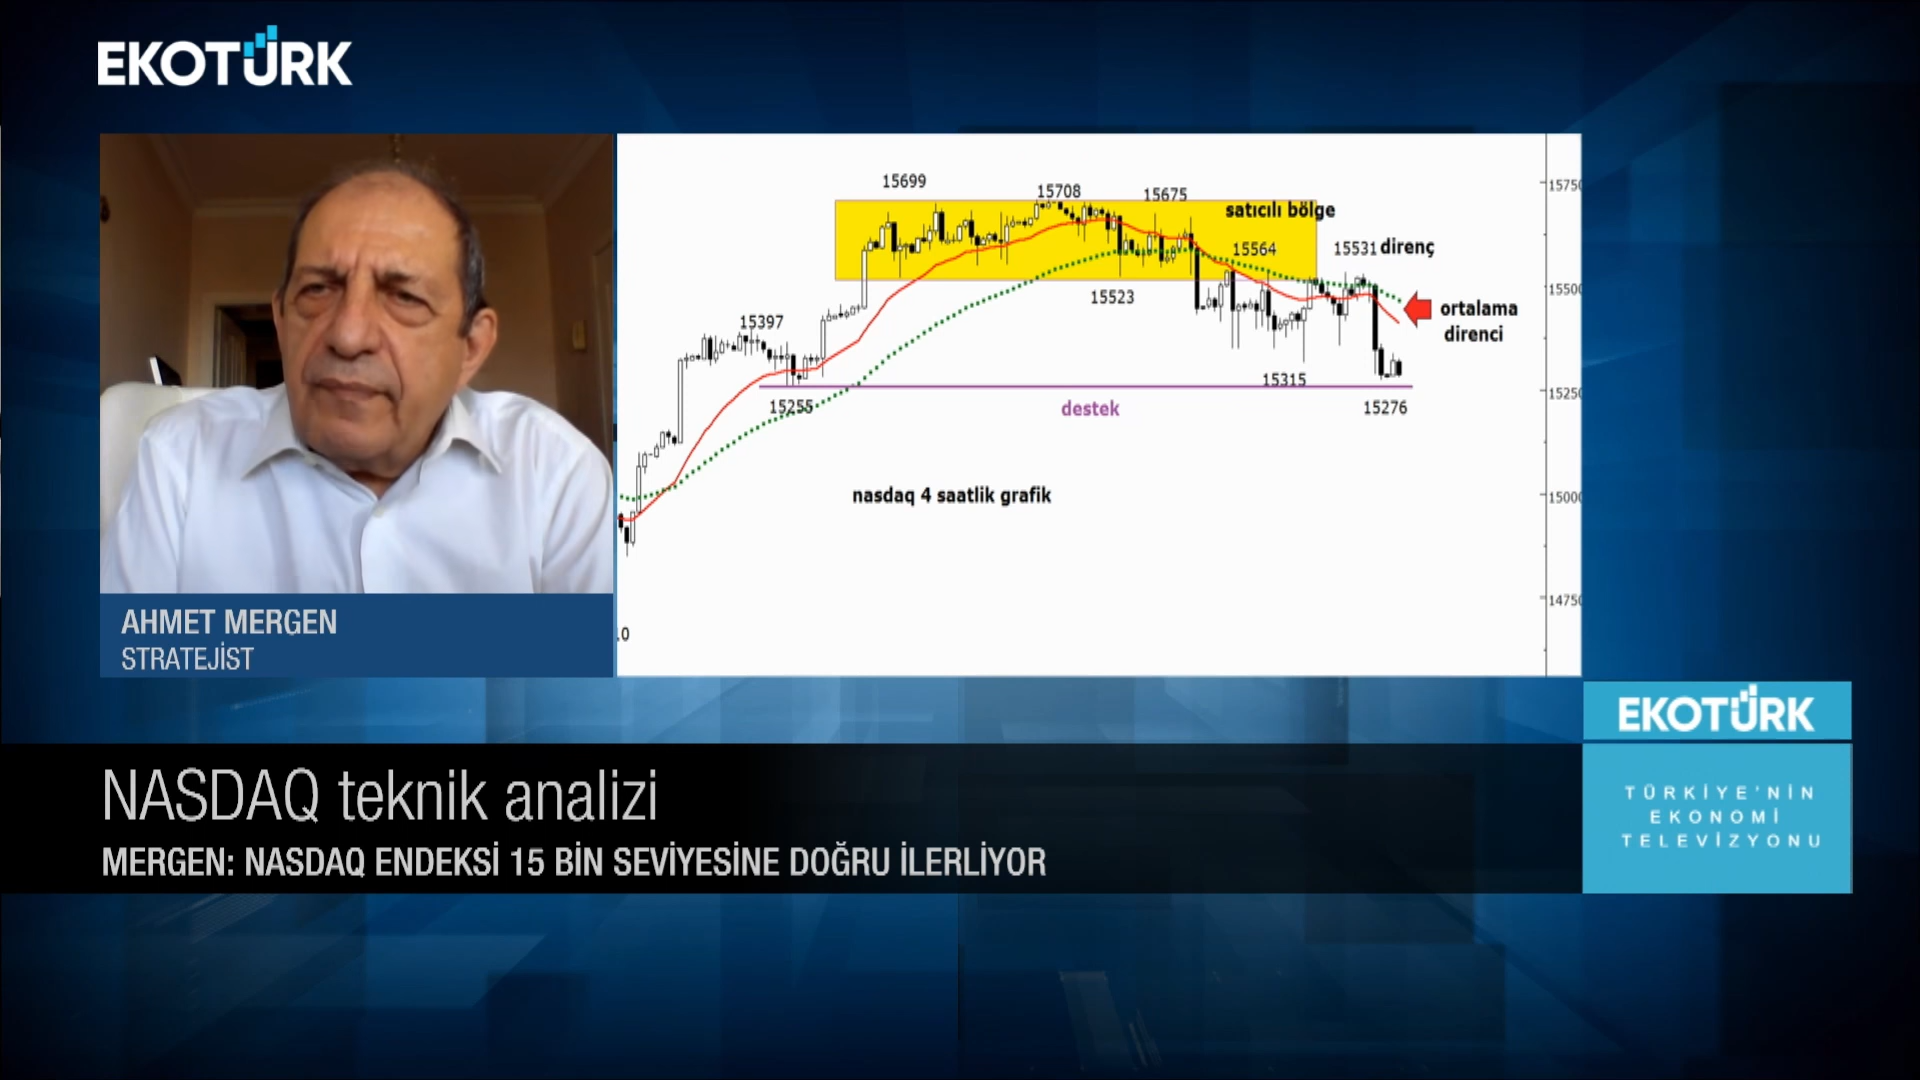 EKOTÜRK
15699
15708
15675
satıcılı bölge
15564
15531 direnç
15523
ortalama
direnci
15397
15315
15255
destek
15276
nasdaq 4 saatlik grafik
15750
15500
15250
15000
14750
.0
AHMET MERGEN
STRATEJİST
EKOTÜRK
NASDAQ teknik analizi
MERGEN: NASDAQ ENDEKSİ 15 BİN SEVİYESİNE DOĞRU İLERLİYOR
TÜRKİYE'NİN
EKONOMİ
TELEVİZYONU